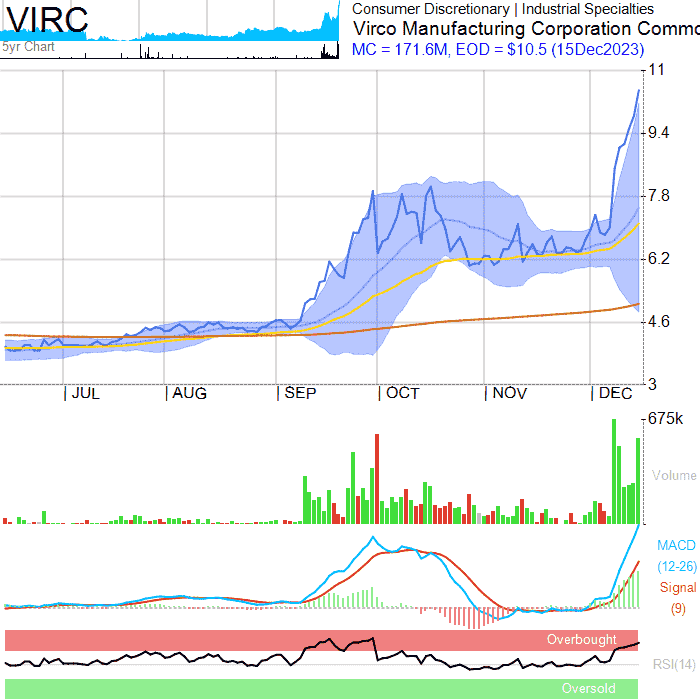 VIRC
5yr Chart
Consumer Discretionary | Industrial Specialties
Virco Manufacturing Corporation Commo
MC = 171.6M, EOD = $10.5 (15Dec2023)
11
9.4
7.8
6.2
4.6
3
JUL
AUG
SEP
OCT
NOV
DEC
675k
Volume
MACD
(12-26)
Signal
(9)
Overbought
RSI(14)
Oversold